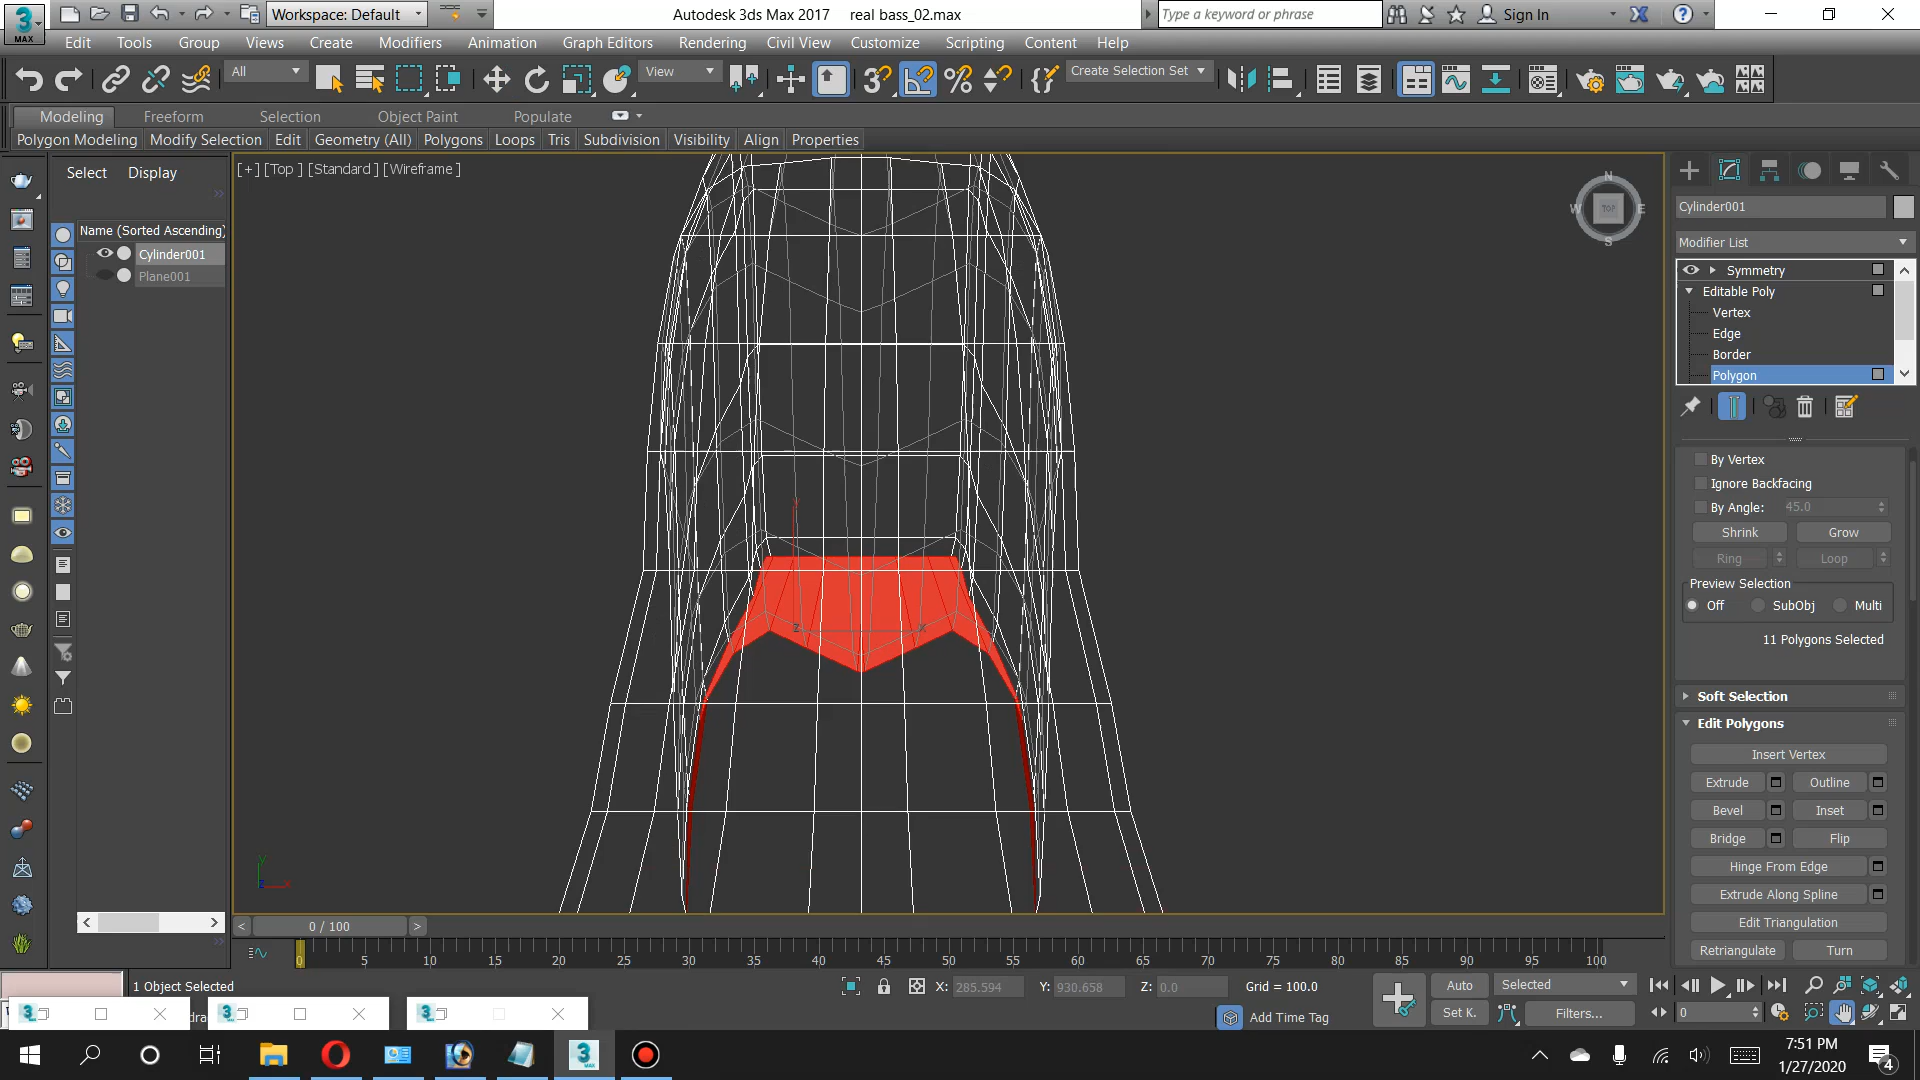 Workspace: Default
Autodesk 3ds Max 2017    real bass_02.max
Type a keyword or phrase
Sign In
MAX
Edit Tools Group Views Create Modifiers Animation Graph Editors Rendering Civil View Customize Scripting Content Help
All
View
Create Selection Set
Modeling Freeform Selection Object Paint Populate
Polygon Modeling Modify Selection Edit Geometry (All) Polygons Loops Tris Subdivision Visibility Align Properties
Select Display
Name (Sorted Ascending)
Cylinder001
Plane001
[+] [Top ] [Standard ] [Wireframe ]
N
W TOP E
S
Y
Z X
Cylinder001
Modifier List
Symmetry
Editable Poly
Vertex
Edge
Border
Polygon
By Vertex
Ignore Backfacing
By Angle: 45.0
Shrink Grow
Ring Loop
Preview Selection
Off SubObj Multi
11 Polygons Selected
Soft Selection
Edit Polygons
Insert Vertex
Extrude Outline
Bevel Inset
Bridge Flip
Hinge From Edge
Extrude Along Spline
Edit Triangulation
Retriangulate Turn
< 0 / 100 >
0 5 10 15 20 25 30 35 40 45 50 55 60 65 70 75 80 85 90 95 100
1 Object Selected
X: 285.594 Y: 930.658 Z: 0.0 Grid = 100.0
Auto Selected
dra
Add Time Tag
Set K. Filters...
0
7:51 PM
1/27/2020
4